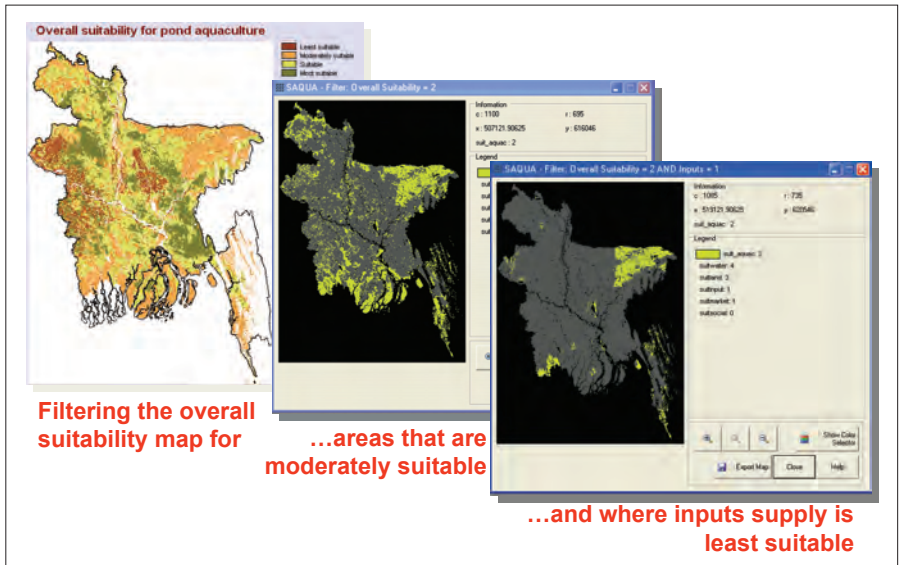 Overall suitability for pond aquaculture
Least suitable
Moderately suitable
Suitable
Most suitable
SAQUA - Filter: Overall Suitability = 2
Information
c : 1100 r : 695
x : 507121.90625 y : 616046
suit_aquac : 2
Legend
SAQUA - Filter: Overall Suitability = 2 AND Inputs = 1
Information
c : 1085 r : 735
x : 519121.90625
suit_aquac : 2
Legend
suit_aquac: 2
suitwater: 4
suitinput: 1
suitmarket: 1
suitsocial: 0
Show Color
Selector
Export Map Close Help
Filtering the overall
suitability map for
…areas that are
moderately suitable
…and where inputs supply is
least suitable